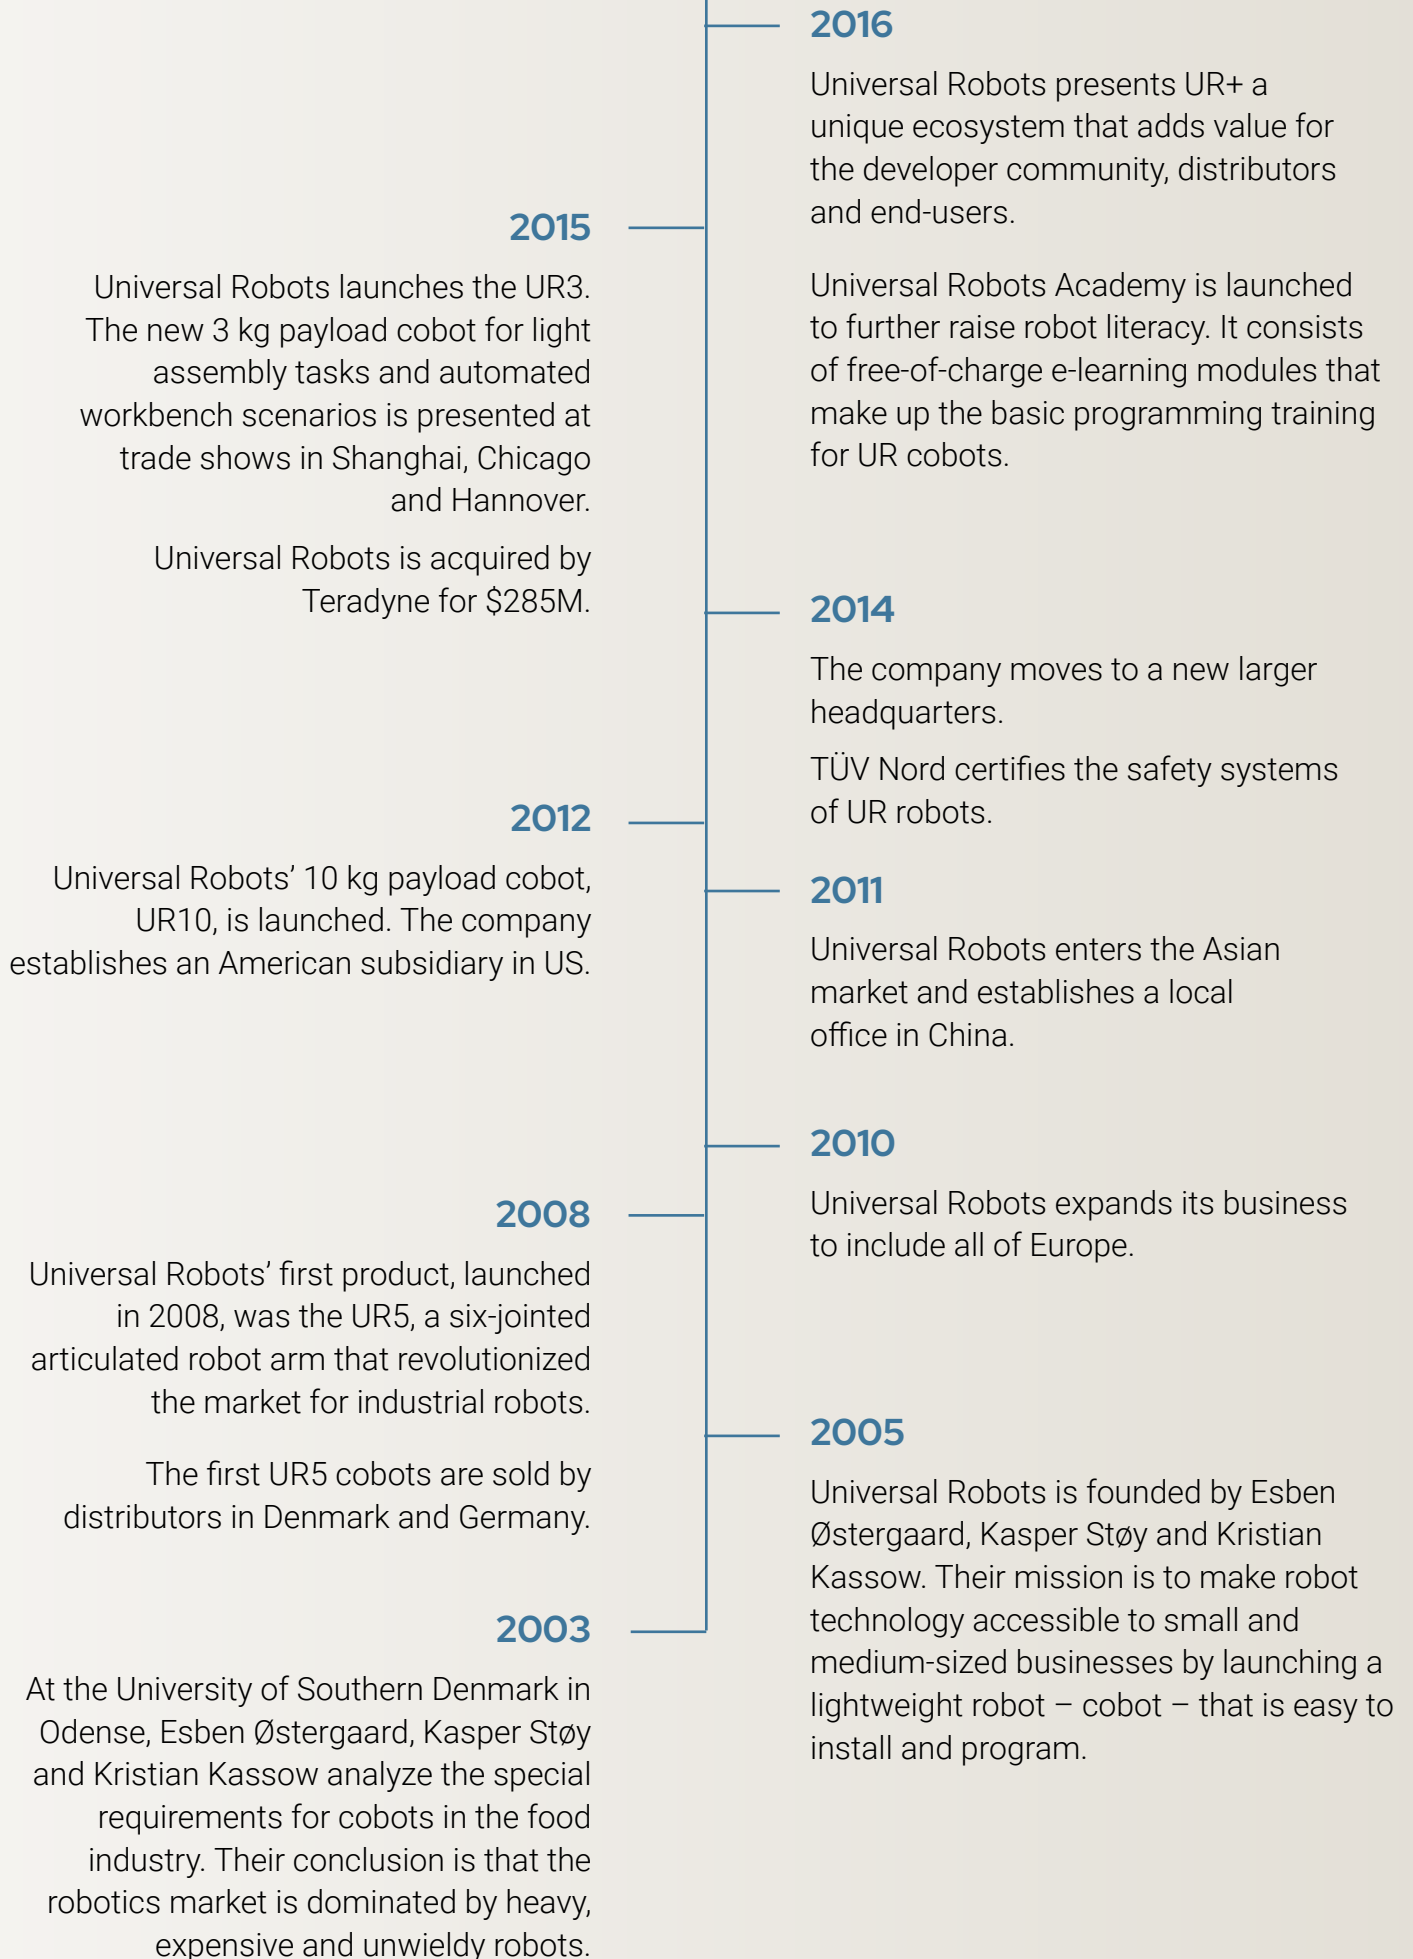 2016
Universal Robots presents UR+ a
unique ecosystem that adds value for
the developer community, distributors
and end-users.
Universal Robots Academy is launched
to further raise robot literacy. It consists
of free-of-charge e-learning modules that
make up the basic programming training
for UR cobots.
2015
Universal Robots launches the UR3.
The new 3 kg payload cobot for light
assembly tasks and automated
workbench scenarios is presented at
trade shows in Shanghai, Chicago
and Hannover.
Universal Robots is acquired by
Teradyne for $285M.
2014
The company moves to a new larger
headquarters.
TÜV Nord certifies the safety systems
of UR robots.
2012
Universal Robots’ 10 kg payload cobot,
UR10, is launched. The company
establishes an American subsidiary in US.
2011
Universal Robots enters the Asian
market and establishes a local
office in China.
2010
Universal Robots expands its business
to include all of Europe.
2008
Universal Robots’ first product, launched
in 2008, was the UR5, a six-jointed
articulated robot arm that revolutionized
the market for industrial robots.
The first UR5 cobots are sold by
distributors in Denmark and Germany.
2005
Universal Robots is founded by Esben
Østergaard, Kasper Støy and Kristian
Kassow. Their mission is to make robot
technology accessible to small and
medium-sized businesses by launching a
lightweight robot – cobot – that is easy to
install and program.
2003
At the University of Southern Denmark in
Odense, Esben Østergaard, Kasper Støy
and Kristian Kassow analyze the special
requirements for cobots in the food
industry. Their conclusion is that the
robotics market is dominated by heavy,
expensive and unwieldy robots.